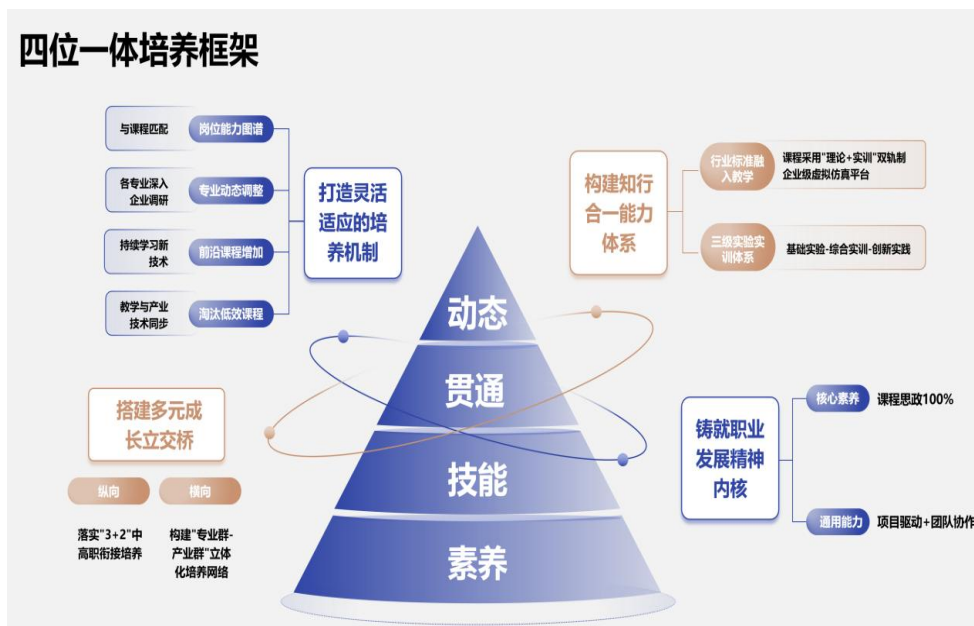 四位一体培养框架
与课程匹配
岗位能力图谱
各专业深入
企业调研
专业动态调整
持续学习新
技术
前沿课程增加
教学与产业
技术同步
淘汰低效课程
打造灵活
适应的培
养机制
构建知行
合一能力
体系
行业标准融
入教学
课程采用"理论+实训"双轨制
企业级虚拟仿真平台
三级实验实
训体系
基础实验-综合实训-创新实践
动态
贯通
技能
素养
搭建多元成
长立交桥
纵向
横向
落实"3+2"中
高职衔接培养
构建"专业群-
产业群"立体
化培养网络
铸就职业
发展精神
内核
核心素养
课程思政100%
通用能力
项目驱动+团队协作